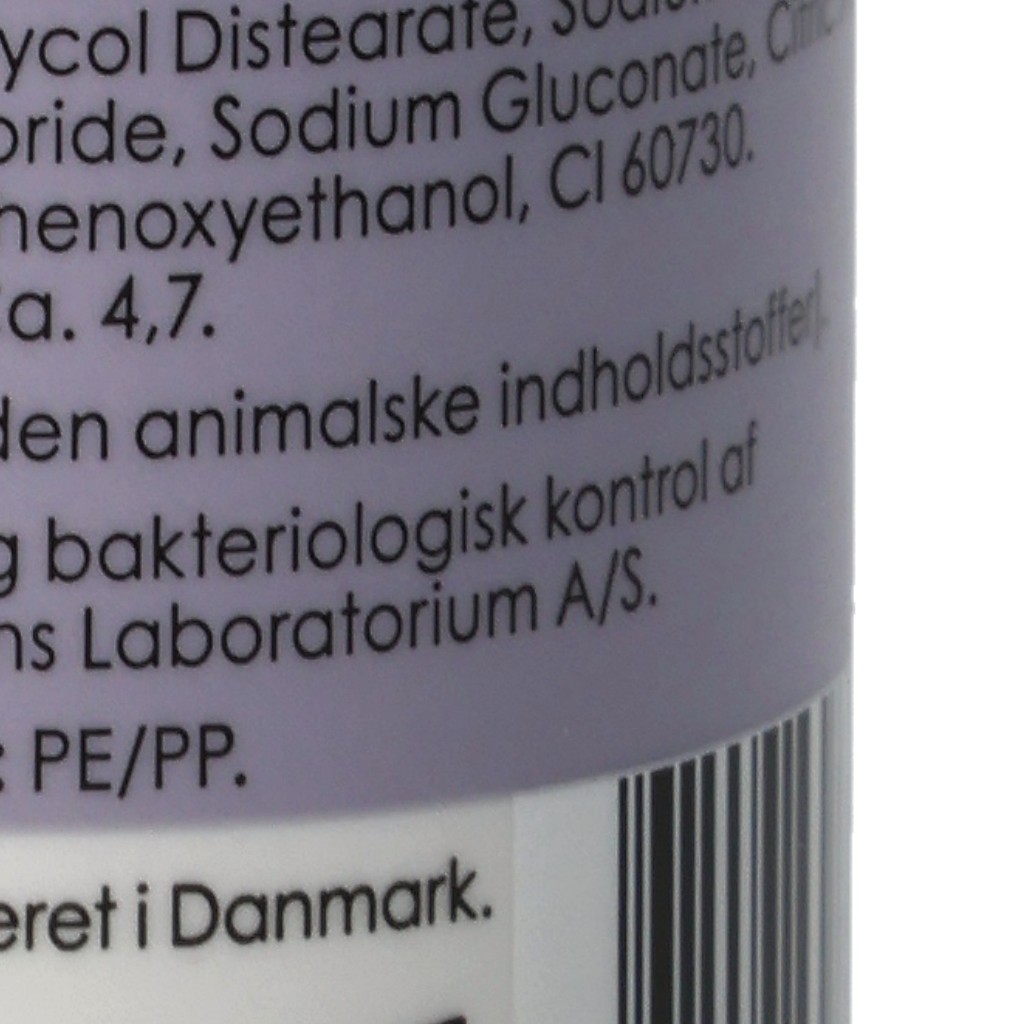 ycol Distearate,
oride, Sodium Gluconate,
henoxyethanol, CI 60730.
ca. 4,7.
den animalske indholdsstoffer).
g bakteriologisk kontrol af
ns Laboratorium A/S.
: PE/PP.
eret i Danmark.